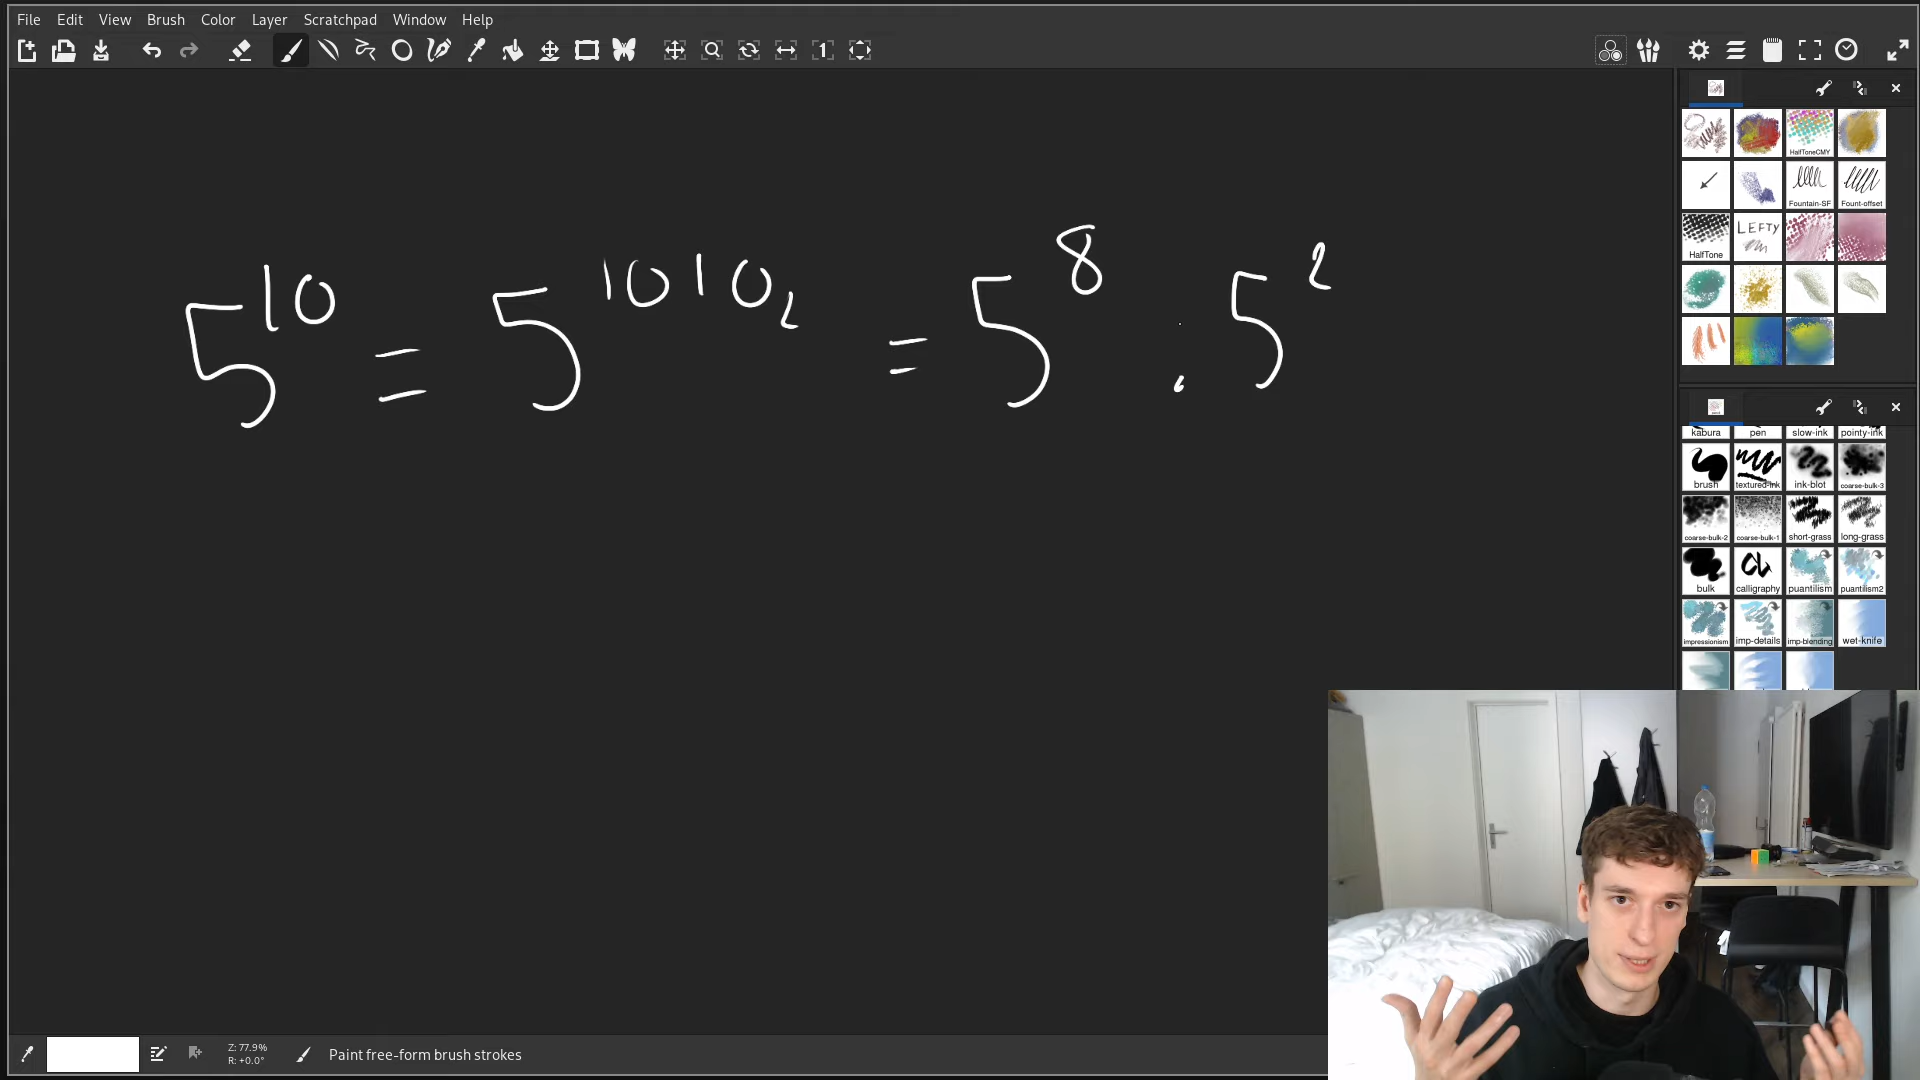 File Edit View Brush Color Layer Scratchpad Window Help
5^10 = 5^1010₂ = 5^8 . 5^2
HalfToneCMY
Fountain-SF Fount-offset
HalfTone LEFTY
kabura pen slow-ink pointy-ink
brush textured-ink ink-blot coarse-bulk-3
coarse-bulk-2 coarse-bulk-1 short-grass long-grass
bulk calligraphy puantilism puantilism2
impressionism imp-details imp-blending wet-knife
Z: 77.9%
R: +0.0°
Paint free-form brush strokes